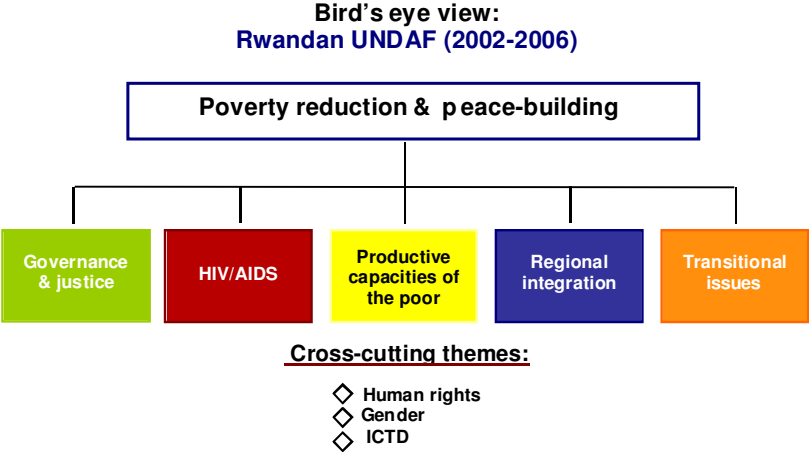 Bird's eye view:
Rwandan UNDAF (2002-2006)
Poverty reduction & peace-building
Governance
& justice
HIV/AIDS
Productive
capacities of
the poor
Regional
integration
Transitional
issues
Cross-cutting themes:
Human rights
Gender
ICTD